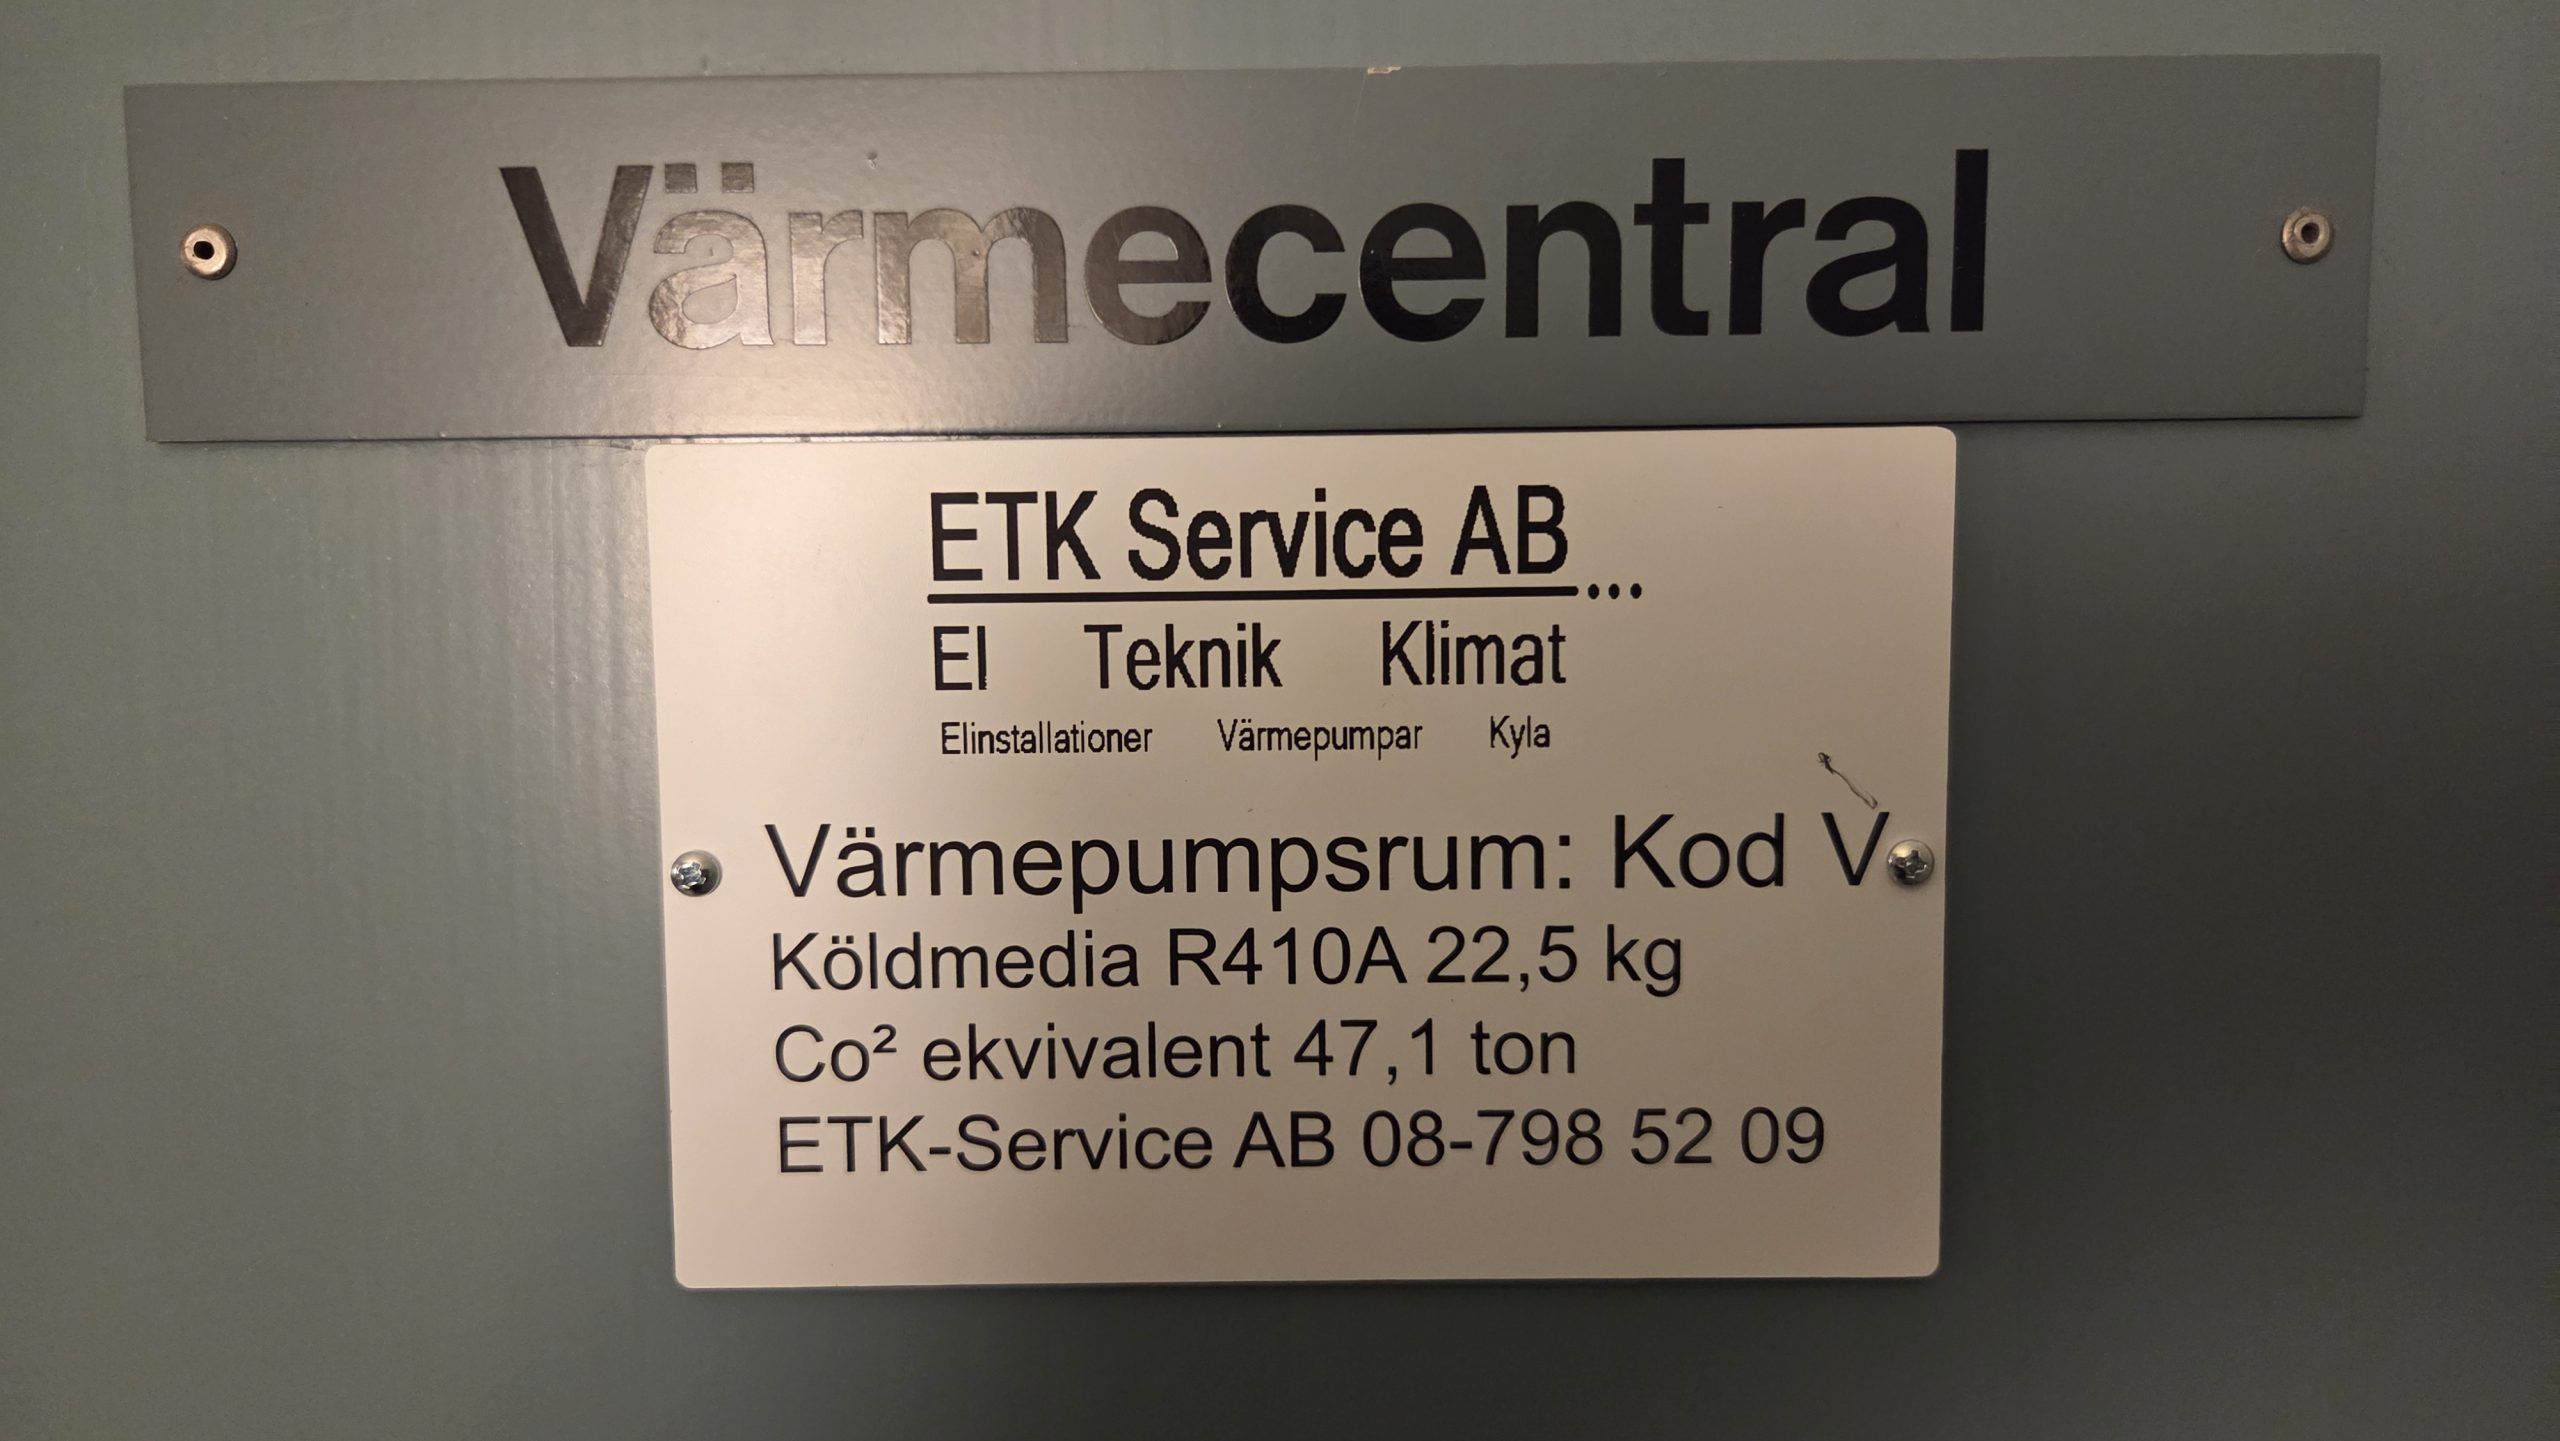 Värmecentral
ETK Service AB...
El Teknik Klimat
Elinstallationer Värmepumpar Kyla
Värmepumpsrum: Kod V
Köldmedia R410A 22,5 kg
Co² ekvivalent 47,1 ton
ETK-Service AB 08-798 52 09